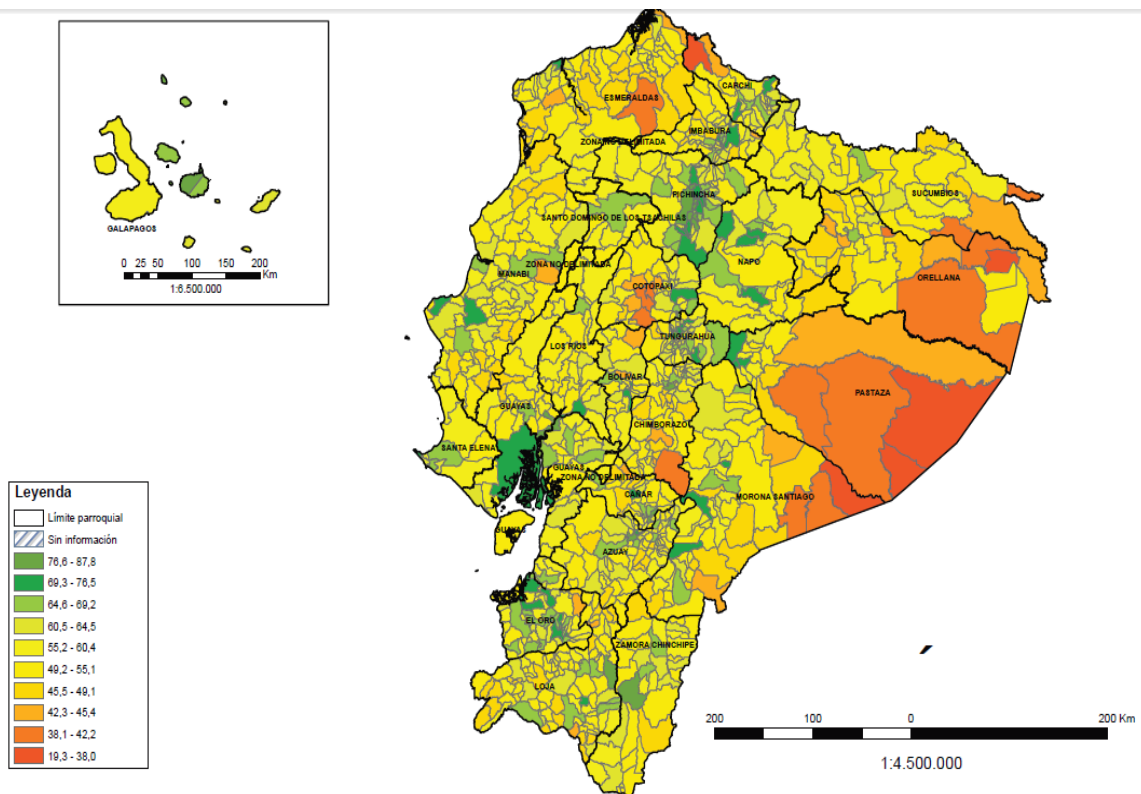 GALAPAGOS
0 25 50 100 150 200
Km
1:6.500.000
CARCHI
ESMERALDAS
IMBABURA
ZONA NO DELIMITADA
SUCUMBIOS
PICHINCHA
SANTO DOMINGO DE LOS TSACHILAS
NAPO
ZONA NO DELIMITADA
MANABI
ORELLANA
COTOPAXI
TUNGURAHUA
LOS RIOS
BOLIVAR
PASTAZA
GUAYAS
CHIMBORAZO
SANTA ELENA
GUAYAS
ZONA NO DELIMITADA
CAÑAR
MORONA SANTIAGO
GUAYAS
AZUAY
EL ORO
ZAMORA CHINCHIPE
LOJA
Leyenda
Límite parroquial
Sin información
76,6 - 87,8
69,3 - 76,5
64,6 - 69,2
60,5 - 64,5
55,2 - 60,4
49,2 - 55,1
45,5 - 49,1
42,3 - 45,4
38,1 - 42,2
19,3 - 38,0
200 100 0 200 Km
1:4.500.000